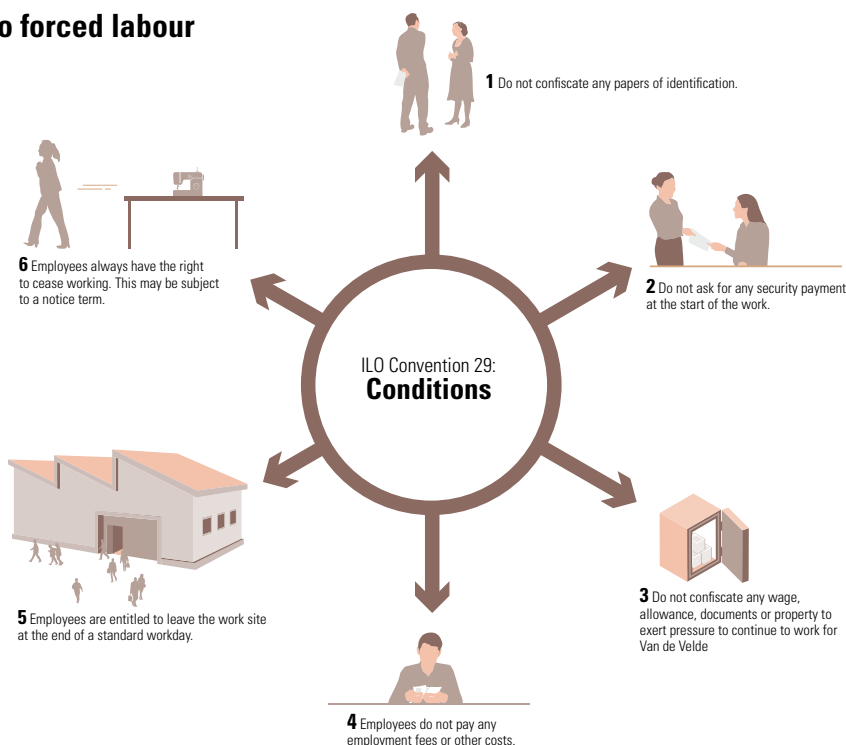 o forced labour
1 Do not confiscate any papers of identification.
2 Do not ask for any security payment
at the start of the work.
3 Do not confiscate any wage,
allowance, documents or property to
exert pressure to continue to work for
Van de Velde
4 Employees do not pay any
employment fees or other costs.
5 Employees are entitled to leave the work site
at the end of a standard workday.
6 Employees always have the right
to cease working. This may be subject
to a notice term.
ILO Convention 29:
Conditions